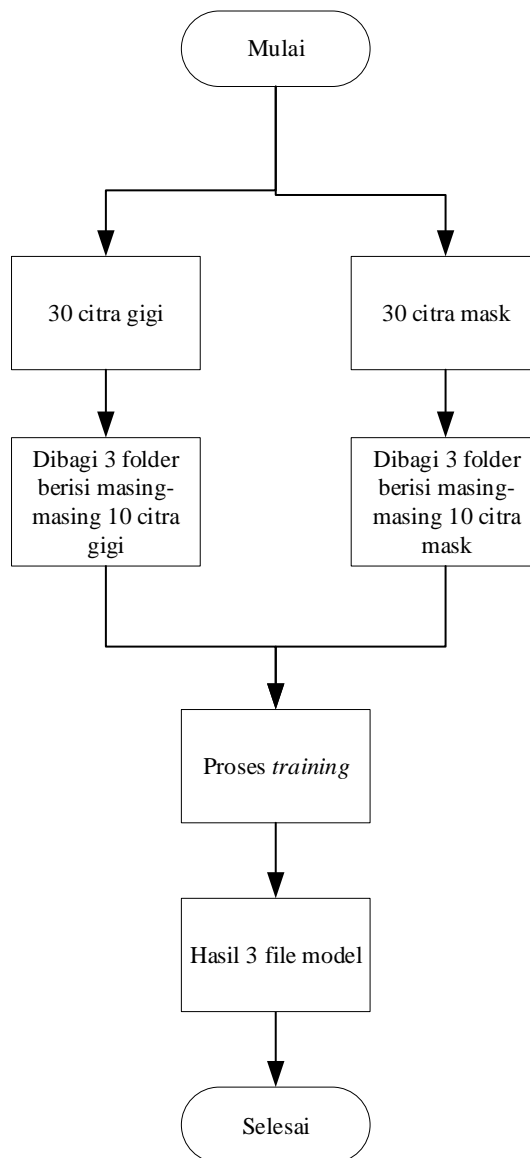 Mulai
30 citra gigi
30 citra mask
Dibagi 3 folder
berisi masing-
masing 10 citra
gigi
Dibagi 3 folder
berisi masing-
masing 10 citra
mask
Proses training
Hasil 3 file model
Selesai